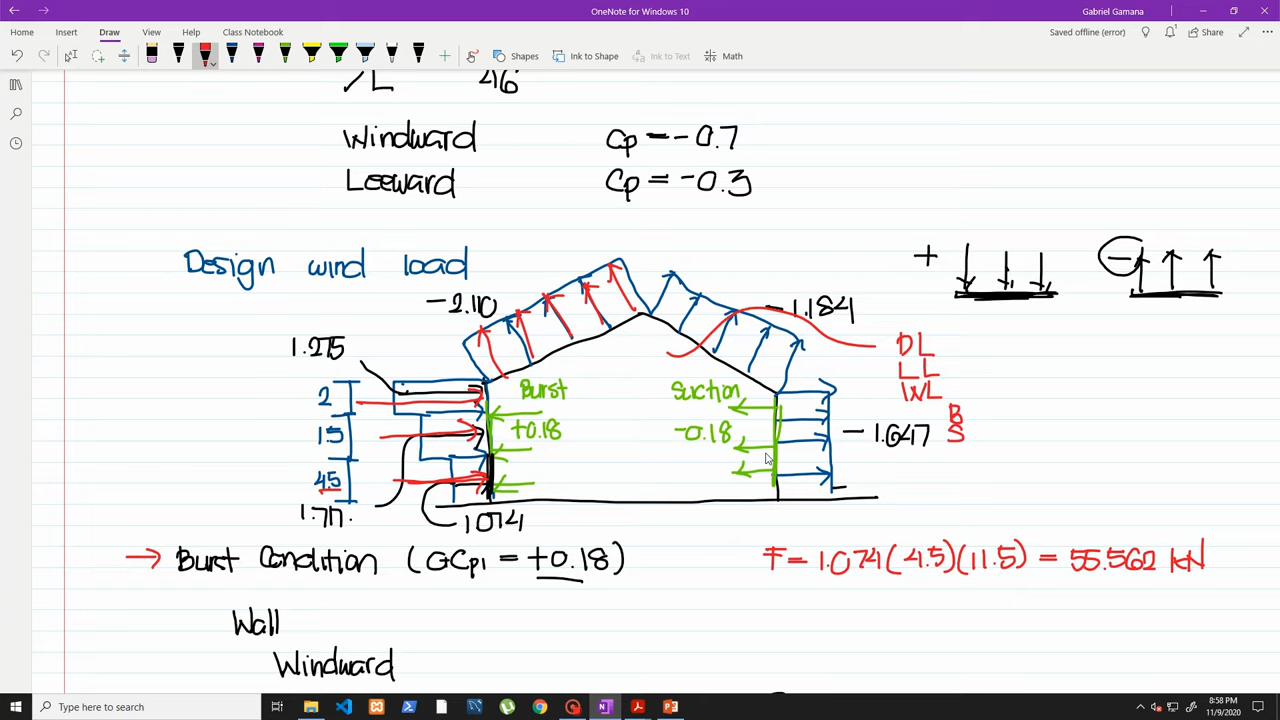 OneNote for Windows 10
Gabriel Gamana
Home Insert Draw View Help Class Notebook
Saved offline (error) Share
Shapes Ink to Shape Ink to Text Math
/L 46
Windward Cp = -0.7
Leeward Cp = -0.3
Design wind load
+ -
-2.110 -1.184
1.275 DL
LL
2 Burst Suction WL
B
1.5 +0.18 -0.18 -1.647 S
4.5
1.171 1.074
→ Burst Condition (GCpi = +0.18) F = 1.074(4.5)(11.5) = 55.562 kN
Wall
Windward
Type here to search
8:58 PM
11/9/2020